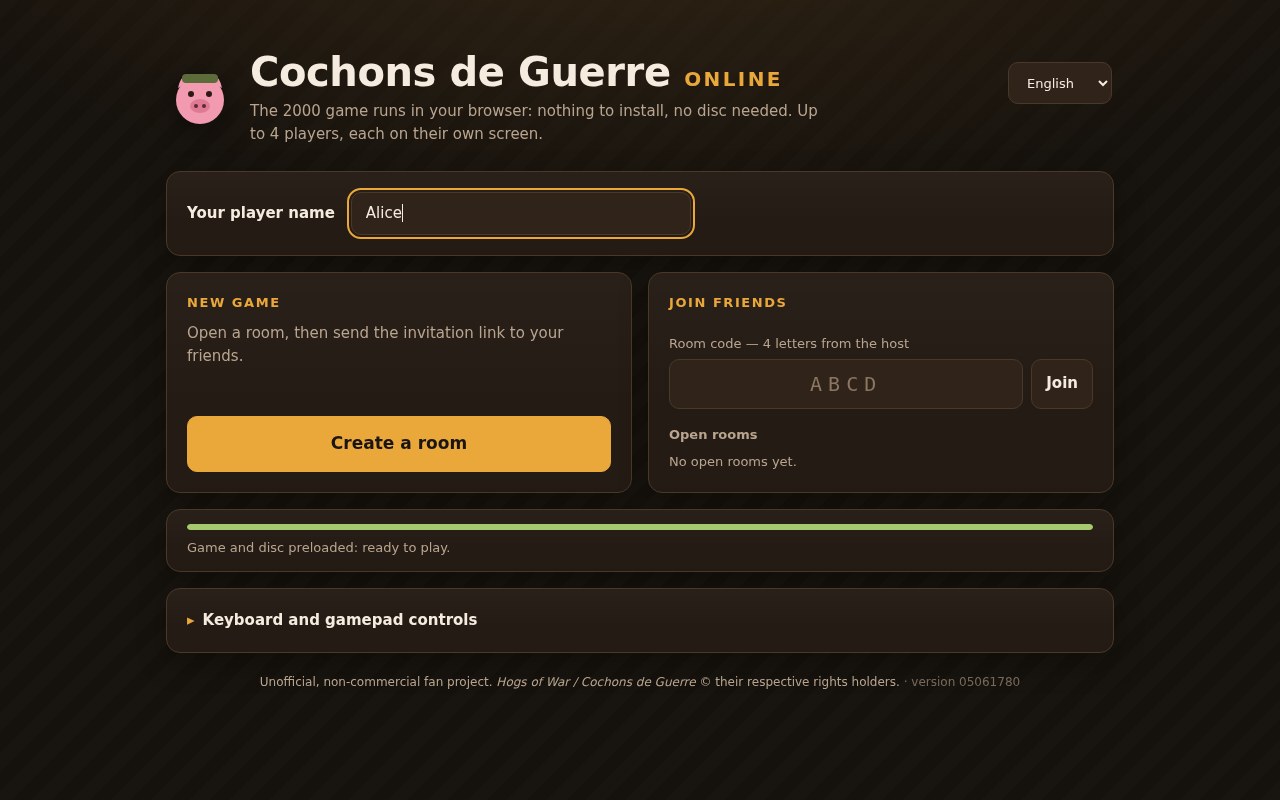 Cochons de Guerre ONLINE
The 2000 game runs in your browser: nothing to install, no disc needed. Up
to 4 players, each on their own screen.
English
Your player name
Alice
NEW GAME
Open a room, then send the invitation link to your
friends.
Create a room
JOIN FRIENDS
Room code — 4 letters from the host
ABCD
Join
Open rooms
No open rooms yet.
Game and disc preloaded: ready to play.
▸ Keyboard and gamepad controls
Unofficial, non-commercial fan project. Hogs of War / Cochons de Guerre © their respective rights holders. · version 05061780